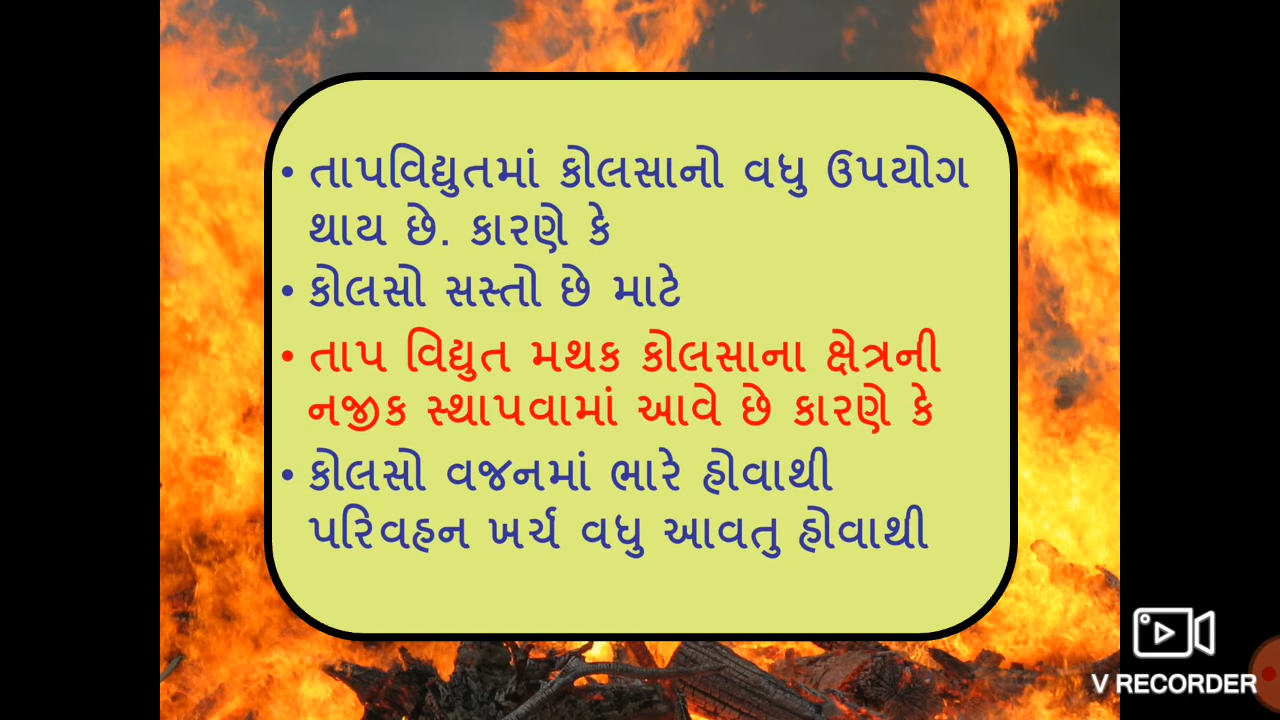 • તાપવિદ્યુતમાં કોલસાનો વધુ ઉપયોગ
થાય છે. કારણે કે
• કોલસો સસ્તો છે માટે
• તાપ વિદ્યુત મથક કોલસાના ક્ષેત્રની
નજીક સ્થાપવામાં આવે છે કારણે કે
• કોલસો વજનમાં ભારે હોવાથી
પરિવહન ખર્ચ વધુ આવતુ હોવાથી
V RECORDER